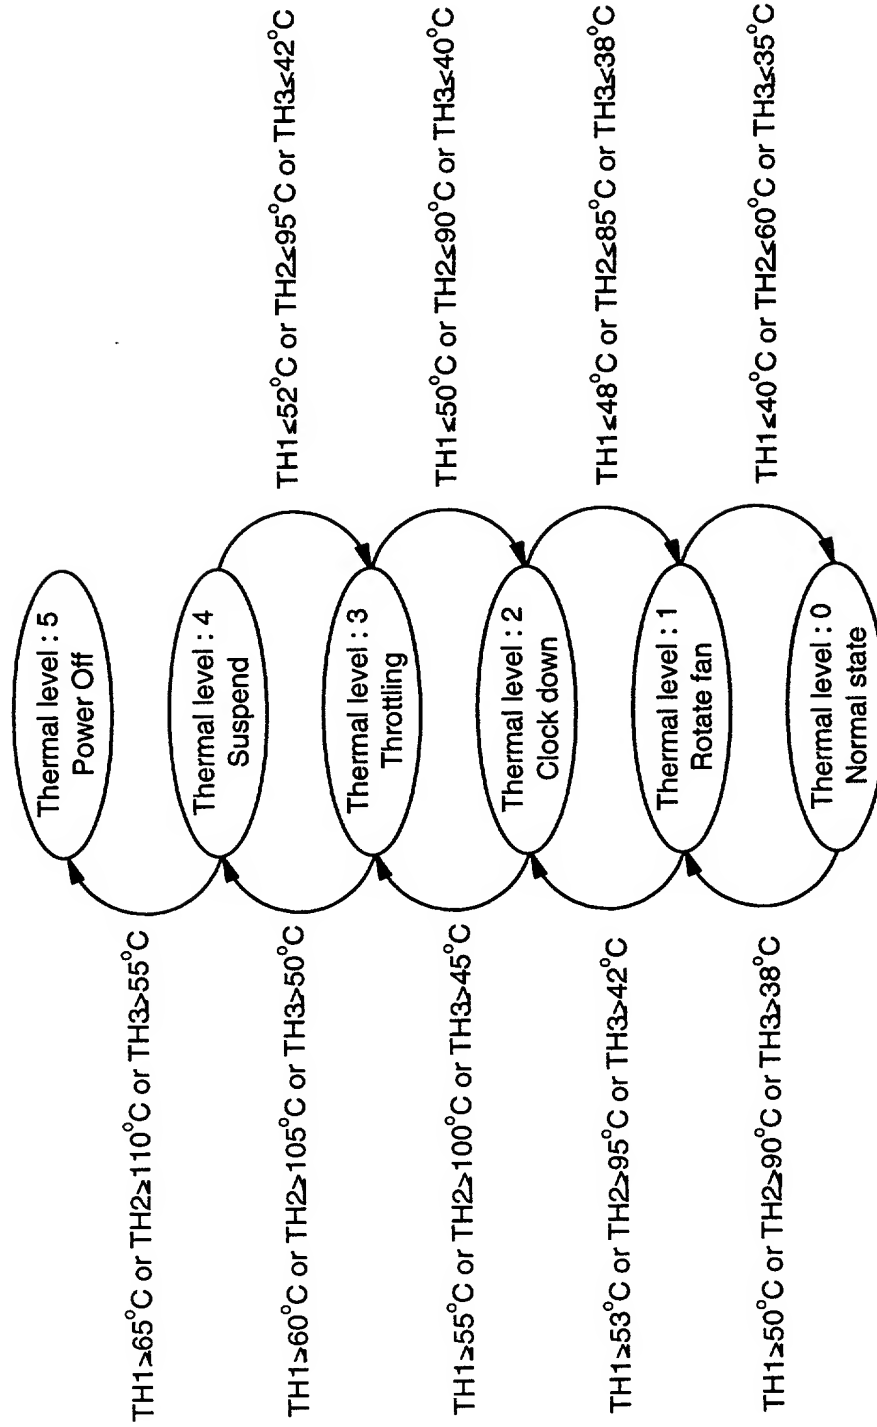 Thermal level : 5
Power Off
Thermal level : 4
Suspend
Thermal level : 3
Throttling
Thermal level : 2
Clock down
Thermal level : 1
Rotate fan
Thermal level : 0
Normal state
TH1≥65°C or TH2≥110°C or TH3≥55°C
TH1≥60°C or TH2≥105°C or TH3≥50°C
TH1≥55°C or TH2≥100°C or TH3≥45°C
TH1≥53°C or TH2≥95°C or TH3≥42°C
TH1≥50°C or TH2≥90°C or TH3≥38°C
TH1≤52°C or TH2≤95°C or TH3≤42°C
TH1≤50°C or TH2≤90°C or TH3≤40°C
TH1≤48°C or TH2≤85°C or TH3≤38°C
TH1≤40°C or TH2≤60°C or TH3≤35°C